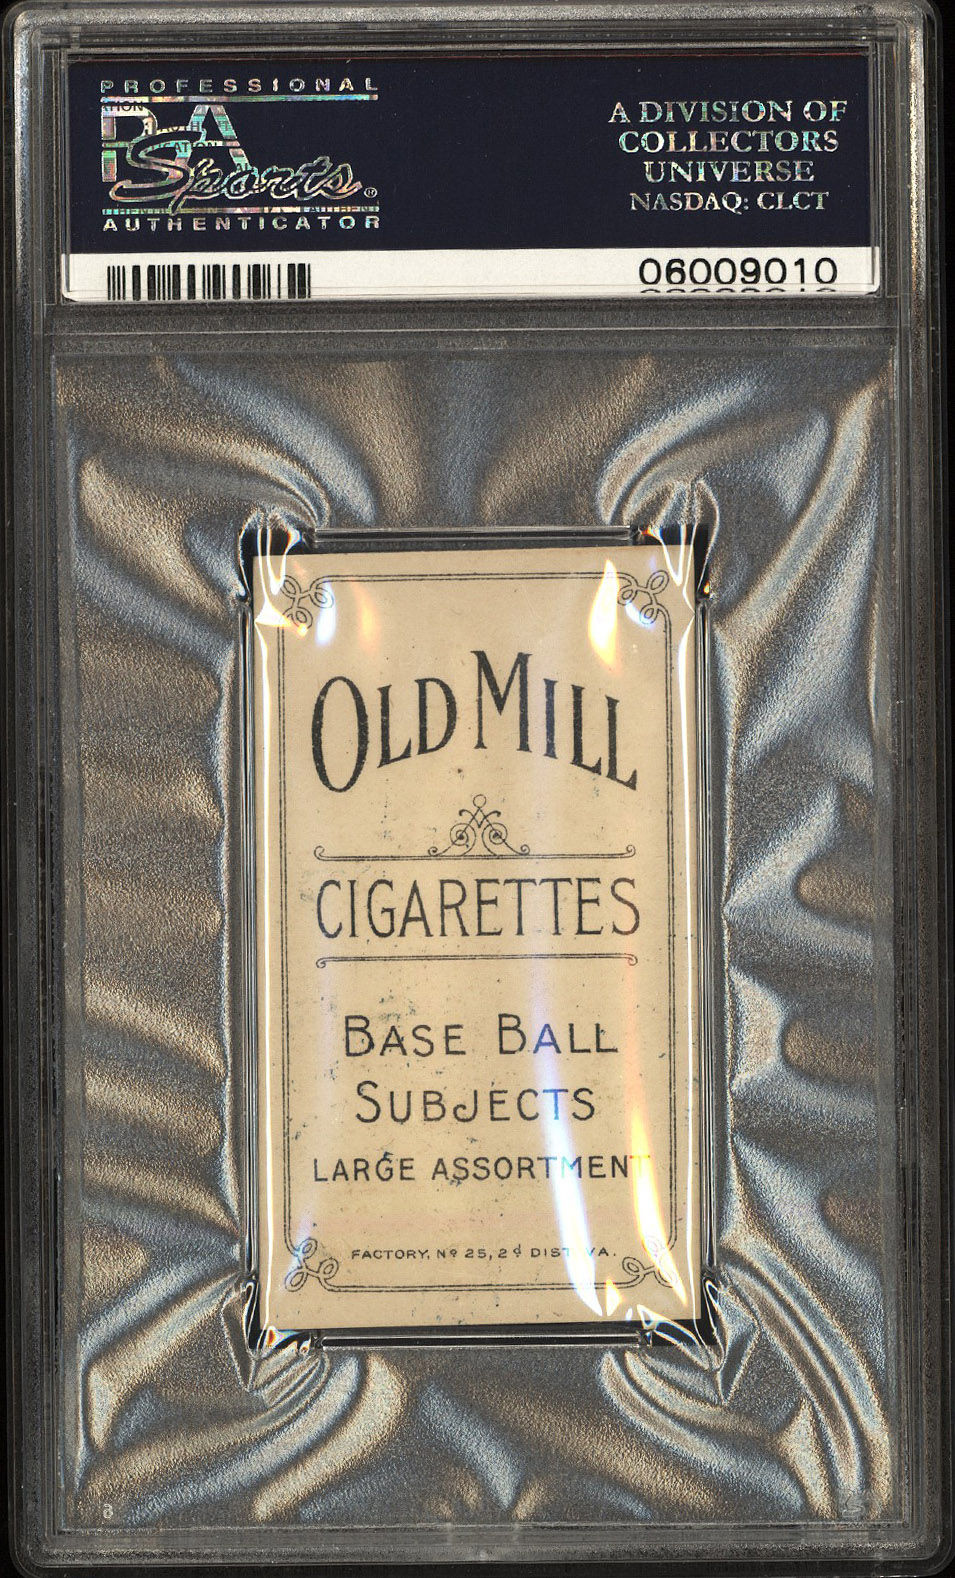 PROFESSIONAL
PSA
Sports®
AUTHENTICATOR
A DIVISION OF
COLLECTORS
UNIVERSE
NASDAQ: CLCT
06009010
OLD MILL
CIGARETTES
BASE BALL
SUBJECTS
LARGE ASSORTMENT
FACTORY, Nº 25, 2d DIST. VA.